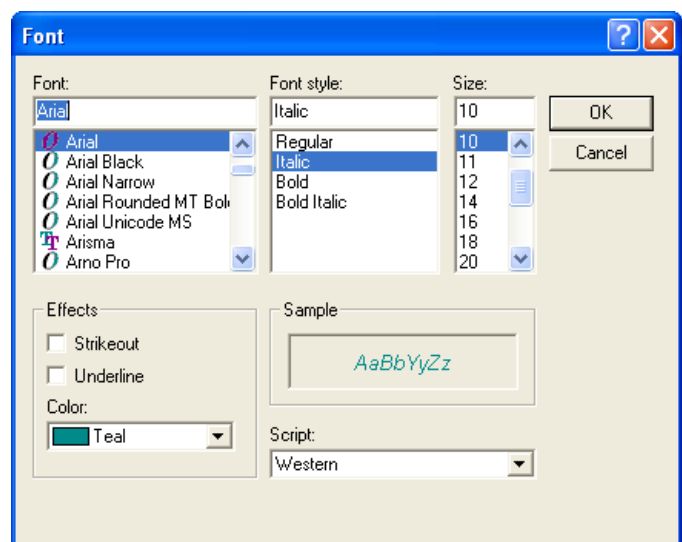 Font
Font: Font style: Size:
Arial Italic 10 OK
Arial Regular 10 Cancel
Arial Black Italic 11
Arial Narrow Bold 12
Arial Rounded MT Bold Bold Italic 14
Arial Unicode MS 16
Arisma 18
Arno Pro 20
Effects Sample
Strikeout AaBbYyZz
Underline
Color:
Teal Script:
Western